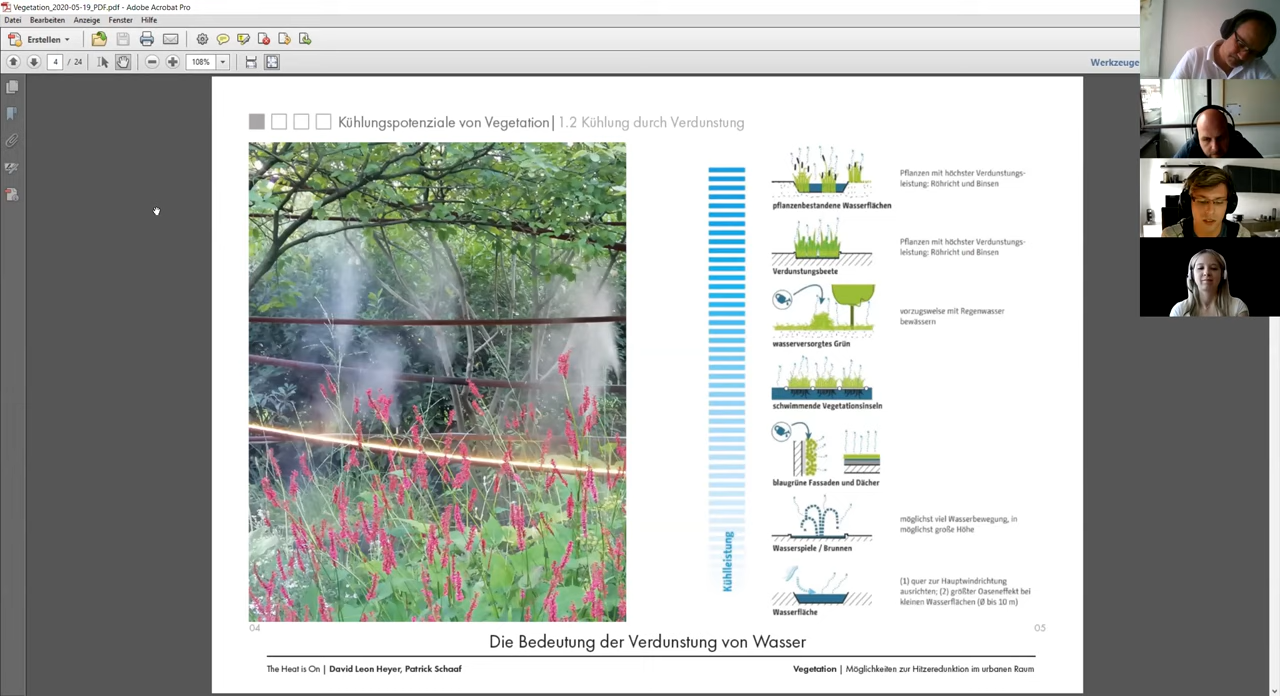 Vegetation_2020-05-19_PDF.pdf - Adobe Acrobat Pro
Datei Bearbeiten Anzeige Fenster Hilfe
Erstellen
4 / 24 108%
Werkzeuge
Kühlungspotenziale von Vegetation| 1.2 Kühlung durch Verdunstung
Pflanzen mit höchster Verdunstungs-
leistung: Röhricht und Binsen
pflanzenbestandene Wasserflächen
Pflanzen mit höchster Verdunstungs-
leistung: Röhricht und Binsen
Verdunstungsbeete
vorzugsweise mit Regenwasser
bewässern
wasserversorgtes Grün
schwimmende Vegetationsinseln
blaugrüne Fassaden und Dächer
möglichst viel Wasserbewegung, in
möglichst große Höhe
Wasserspiele / Brunnen
Kühlleistung
(1) quer zur Hauptwindrichtung
ausrichten; (2) größter Oaseneffekt bei
kleinen Wasserflächen (Ø bis 10 m)
Wasserfläche
04 05
Die Bedeutung der Verdunstung von Wasser
The Heat is On | David Leon Heyer, Patrick Schaaf
Vegetation | Möglichkeiten zur Hitzereduktion im urbanen Raum